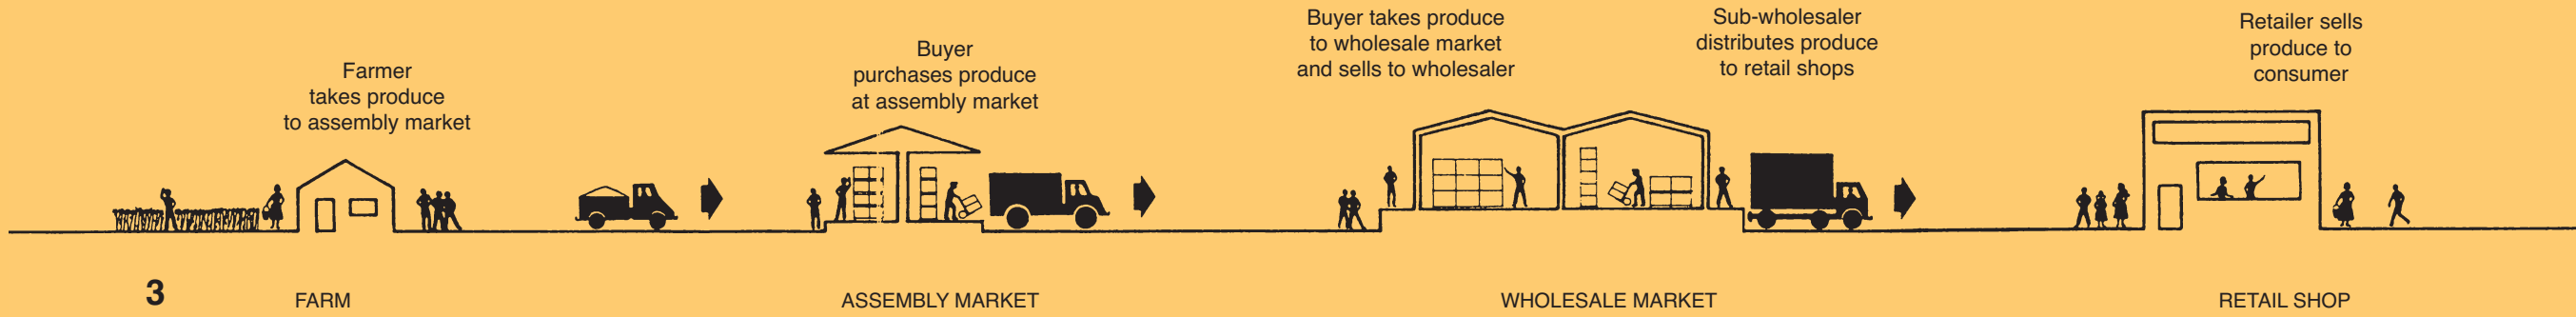 Farmer
takes produce
to assembly market
Buyer
purchases produce
at assembly market
Buyer takes produce
to wholesale market
and sells to wholesaler
Sub-wholesaler
distributes produce
to retail shops
Retailer sells
produce to
consumer
3
FARM
ASSEMBLY MARKET
WHOLESALE MARKET
RETAIL SHOP